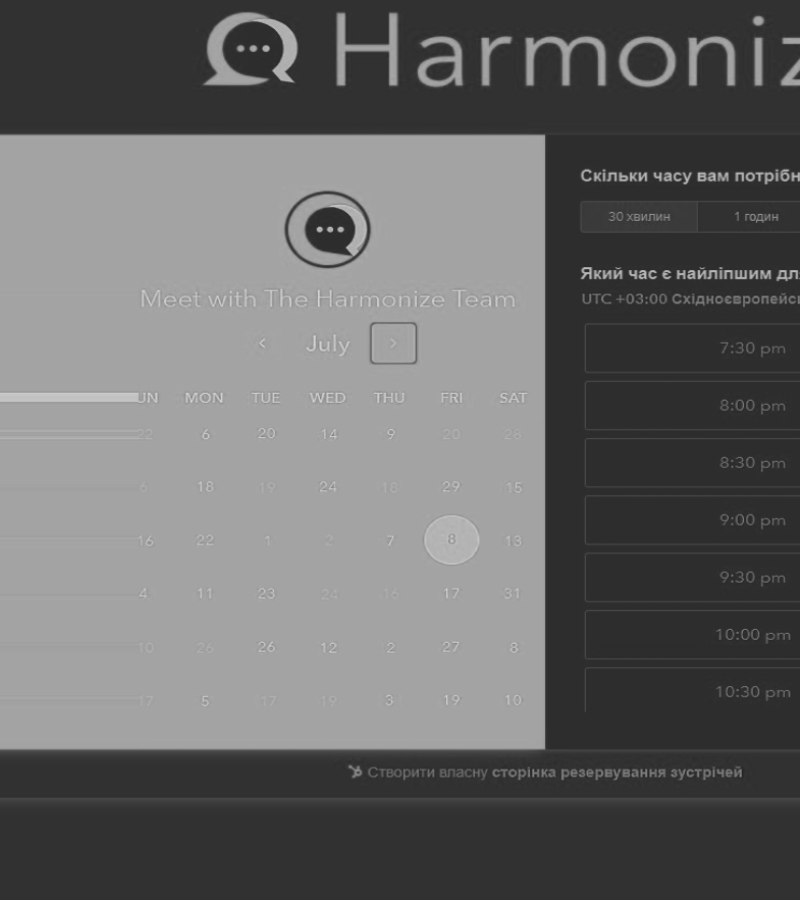 Harmoniz
Meet with The Harmonize Team
July
UN MON TUE WED THU FRI SAT
22 6 20 14 9 20 28
6 18 19 24 18 29 15
16 22 1 2 7 8 13
4 11 23 24 16 17 31
10 26 26 12 2 27 8
17 5 17 19 3 19 10
Скільки часу вам потрібн
30 хвилин 1 годин
Який час є найліпшим дл
UTC +03:00 Східноєвропейсь
7:30 pm
8:00 pm
8:30 pm
9:00 pm
9:30 pm
10:00 pm
10:30 pm
Створити власну сторінка резервування зустрічей